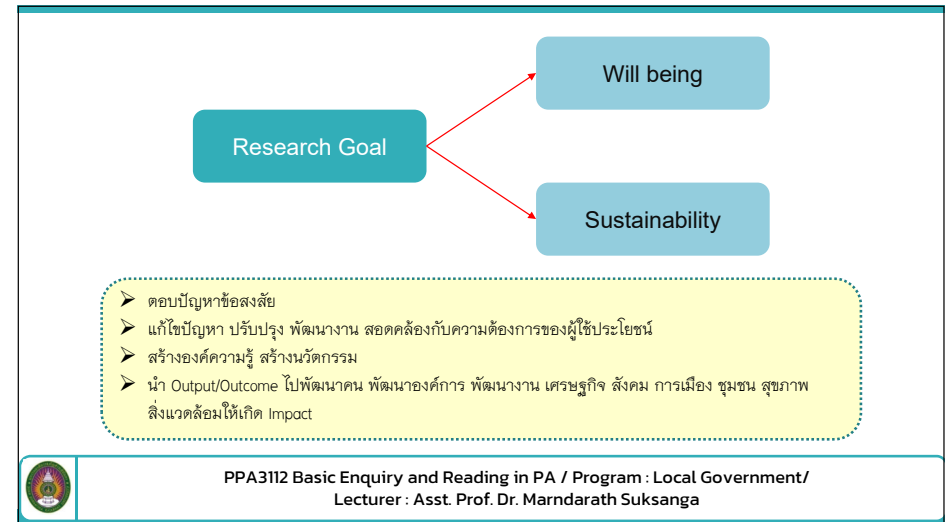 Will being
Research Goal
Sustainability
➢ ตอบปัญหาข้อสงสัย
➢ แก้ไขปัญหา ปรับปรุง พัฒนางาน สอดคล้องกับความต้องการของผู้ใช้ประโยชน์
➢ สร้างองค์ความรู้ สร้างนวัตกรรม
➢ นำ Output/Outcome ไปพัฒนาคน พัฒนาองค์การ พัฒนางาน เศรษฐกิจ สังคม การเมือง ชุมชน สุขภาพ
สิ่งแวดล้อมให้เกิด Impact
PPA3112 Basic Enquiry and Reading in PA / Program : Local Government/
Lecturer : Asst. Prof. Dr. Marndarath Suksanga